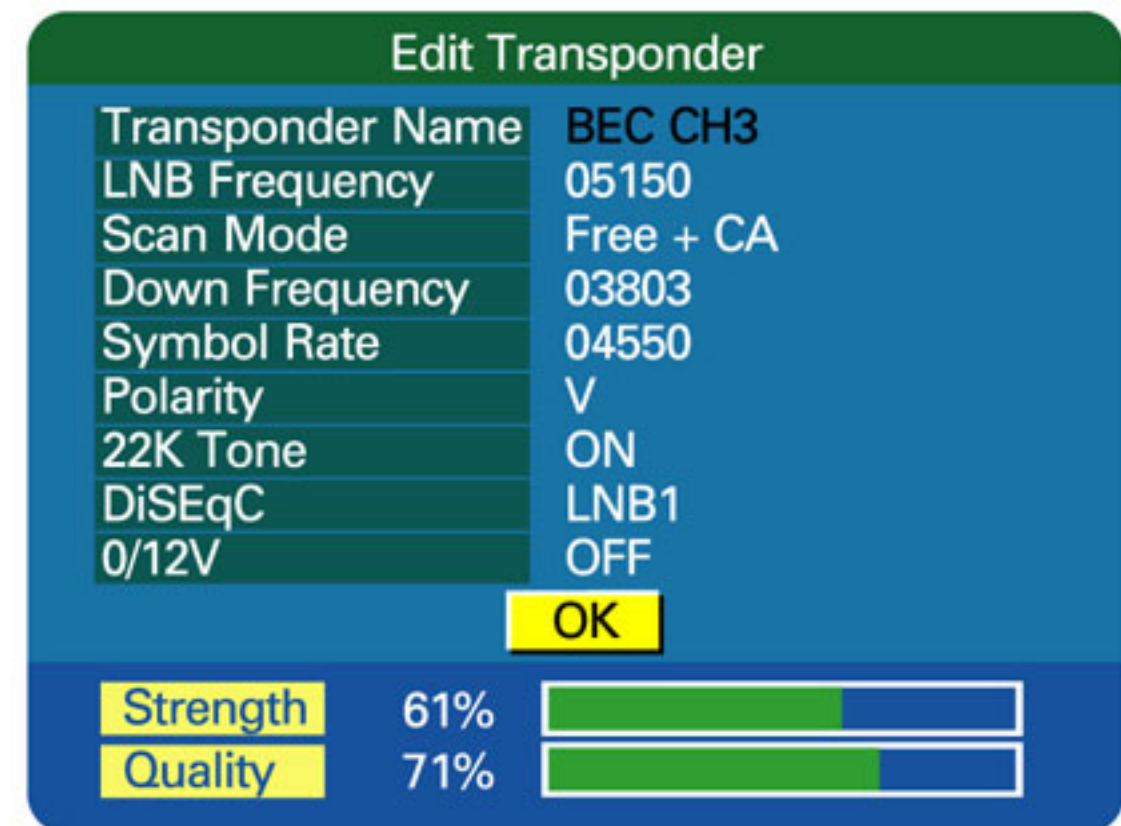 Edit Transponder
Transponder Name BEC CH3
LNB Frequency 05150
Scan Mode Free + CA
Down Frequency 03803
Symbol Rate 04550
Polarity V
22K Tone ON
DiSEqC LNB1
0/12V OFF
OK
Strength 61%
Quality 71%